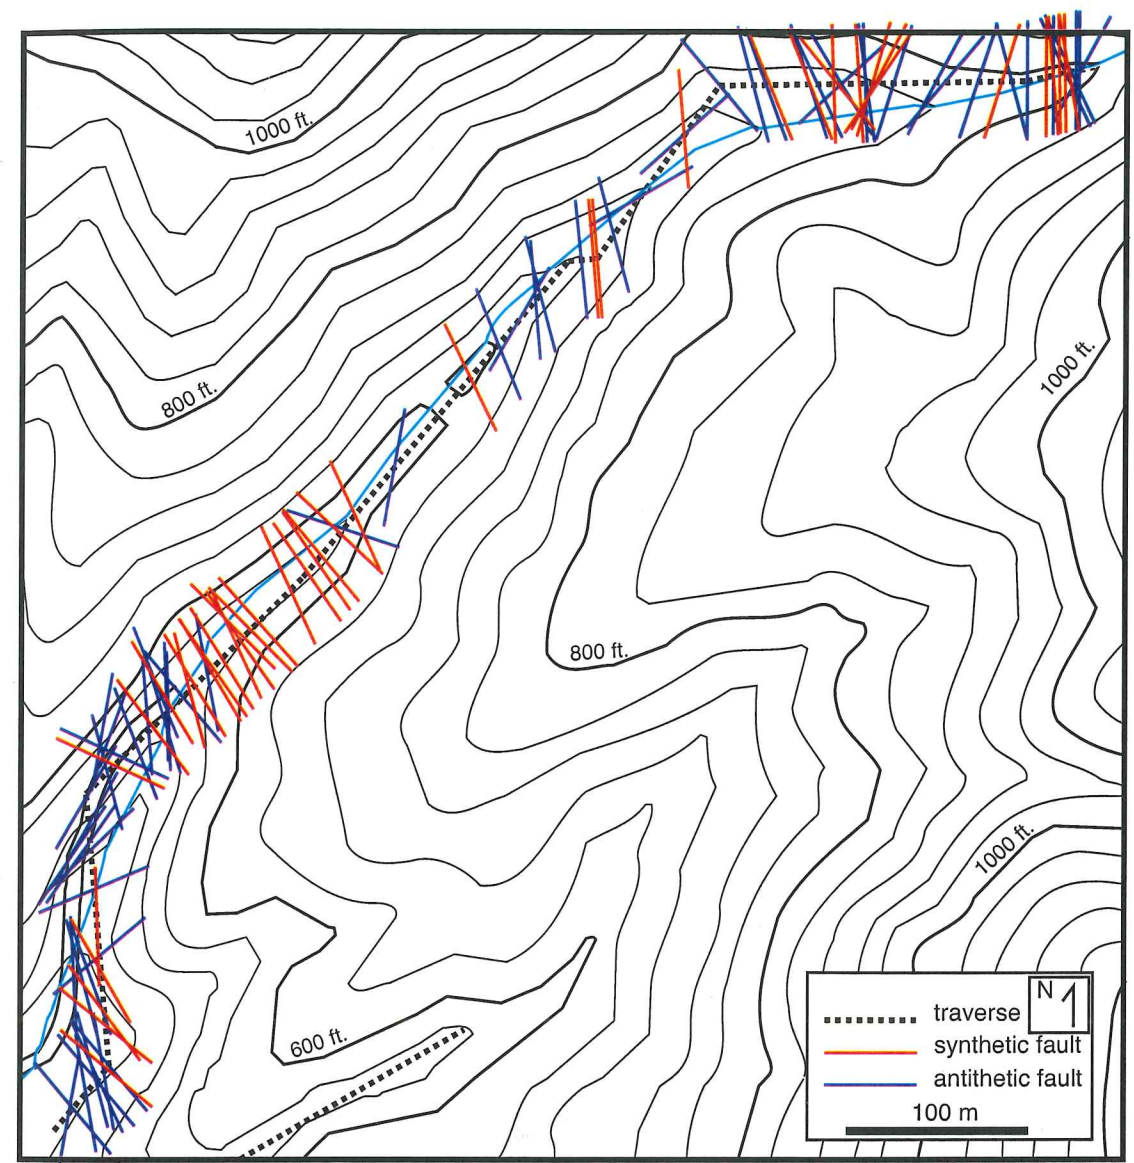 1000 ft.
800 ft.
1000 ft.
800 ft.
1000 ft.
600 ft.
N
traverse
synthetic fault
antithetic fault
100 m